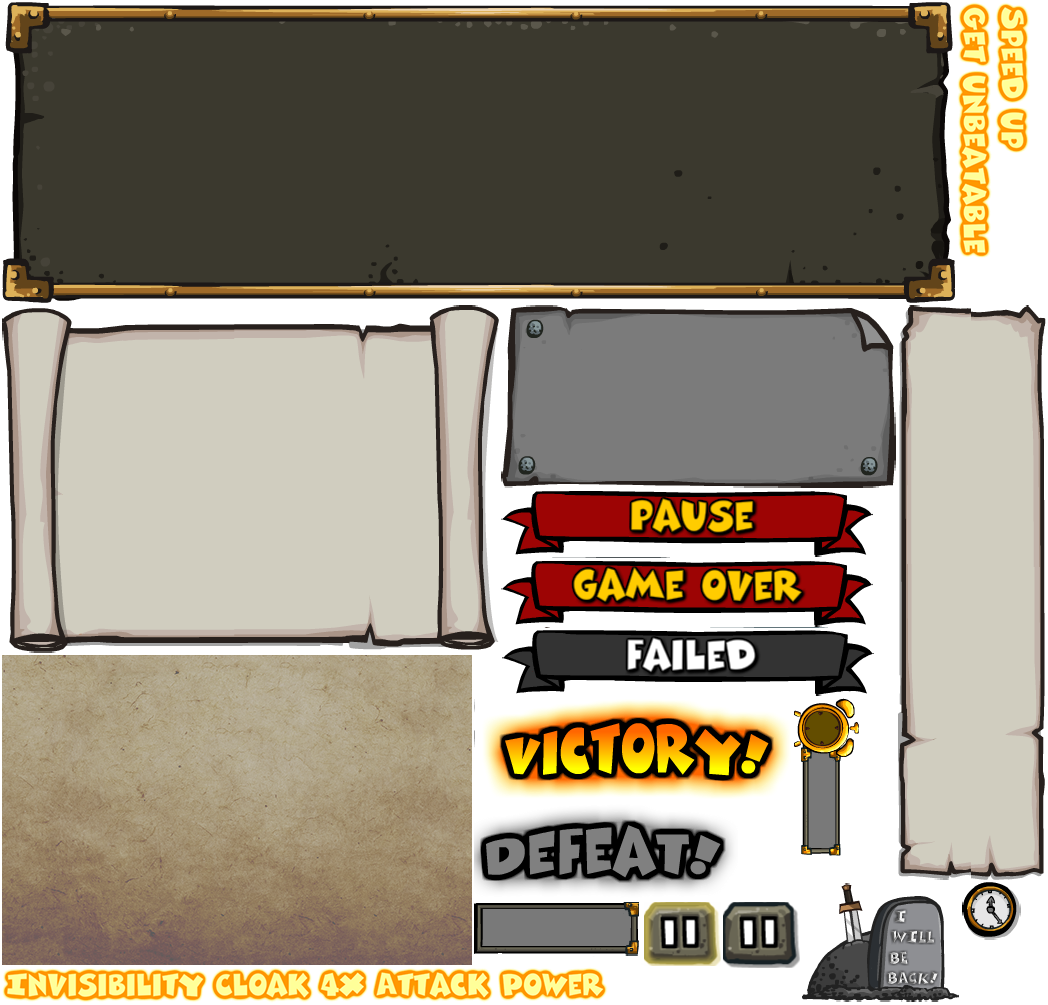 SPEED UP
GET UNBEATABLE
PAUSE
GAME OVER
FAILED
VICTORY!
DEFEAT!
I
WILL
BE
BACK!
INVISIBILITY CLOAK 4X ATTACK POWER